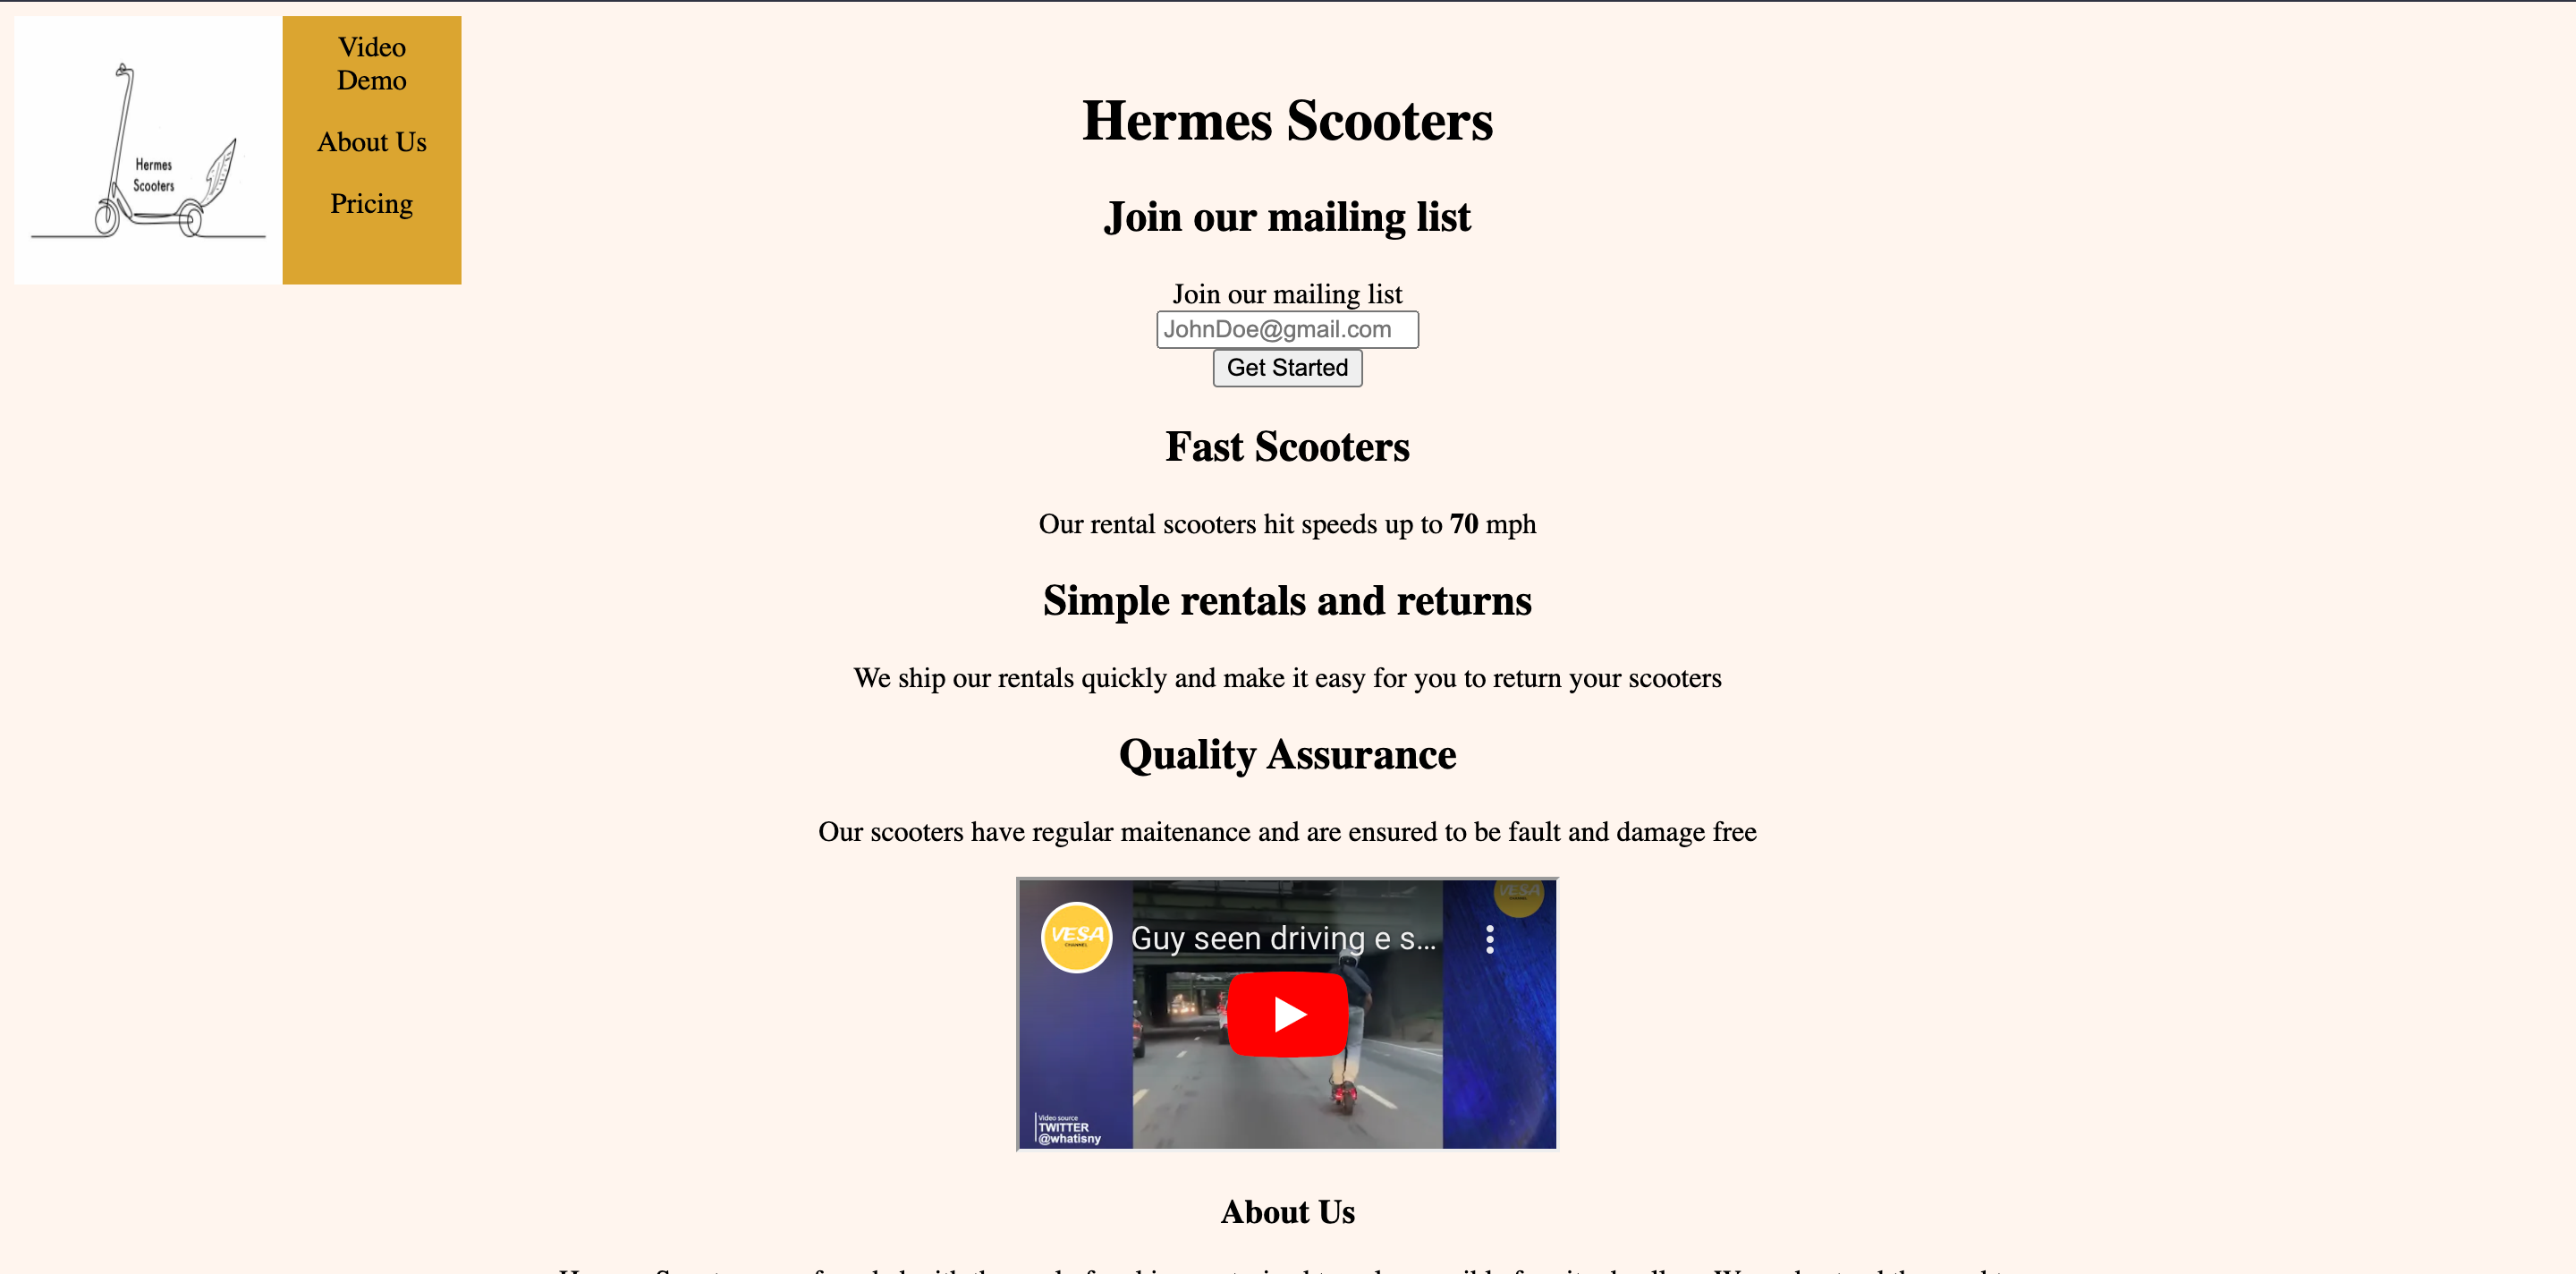 Hermes
Scooters
Video
Demo
About Us
Pricing
Hermes Scooters
Join our mailing list
Join our mailing list
JohnDoe@gmail.com
Get Started
Fast Scooters
Our rental scooters hit speeds up to 70 mph
Simple rentals and returns
We ship our rentals quickly and make it easy for you to return your scooters
Quality Assurance
Our scooters have regular maitenance and are ensured to be fault and damage free
VESA
CHANNEL
Guy seen driving e s...
VESA
CHANNEL
Video source
TWITTER
@whatisny
About Us